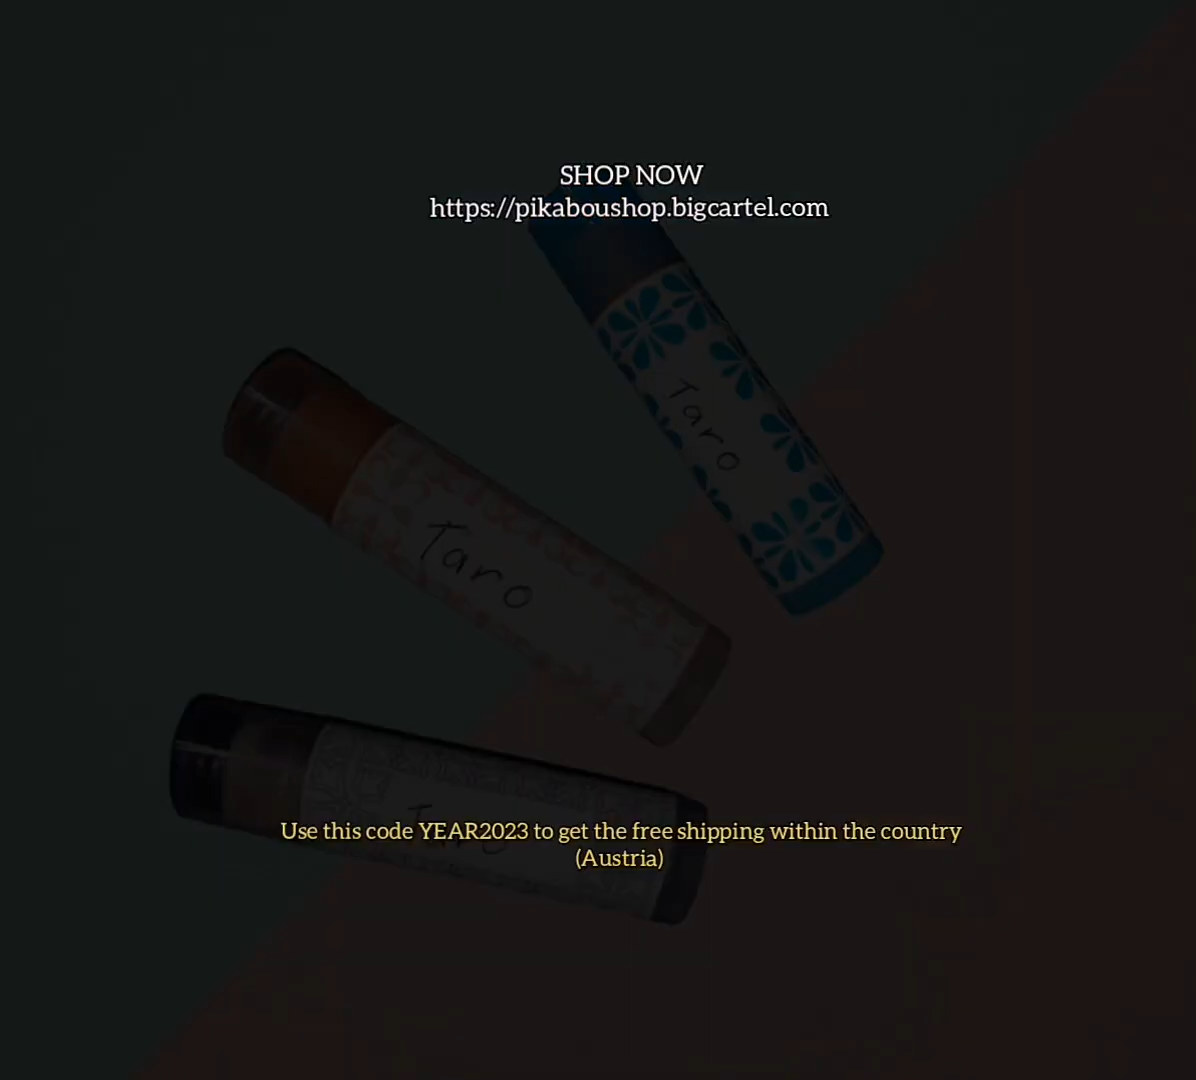 SHOP NOW
https://pikaboushop.bigcartel.com
Taro
Taro
Use this code YEAR2023 to get the free shipping within the country
(Austria)